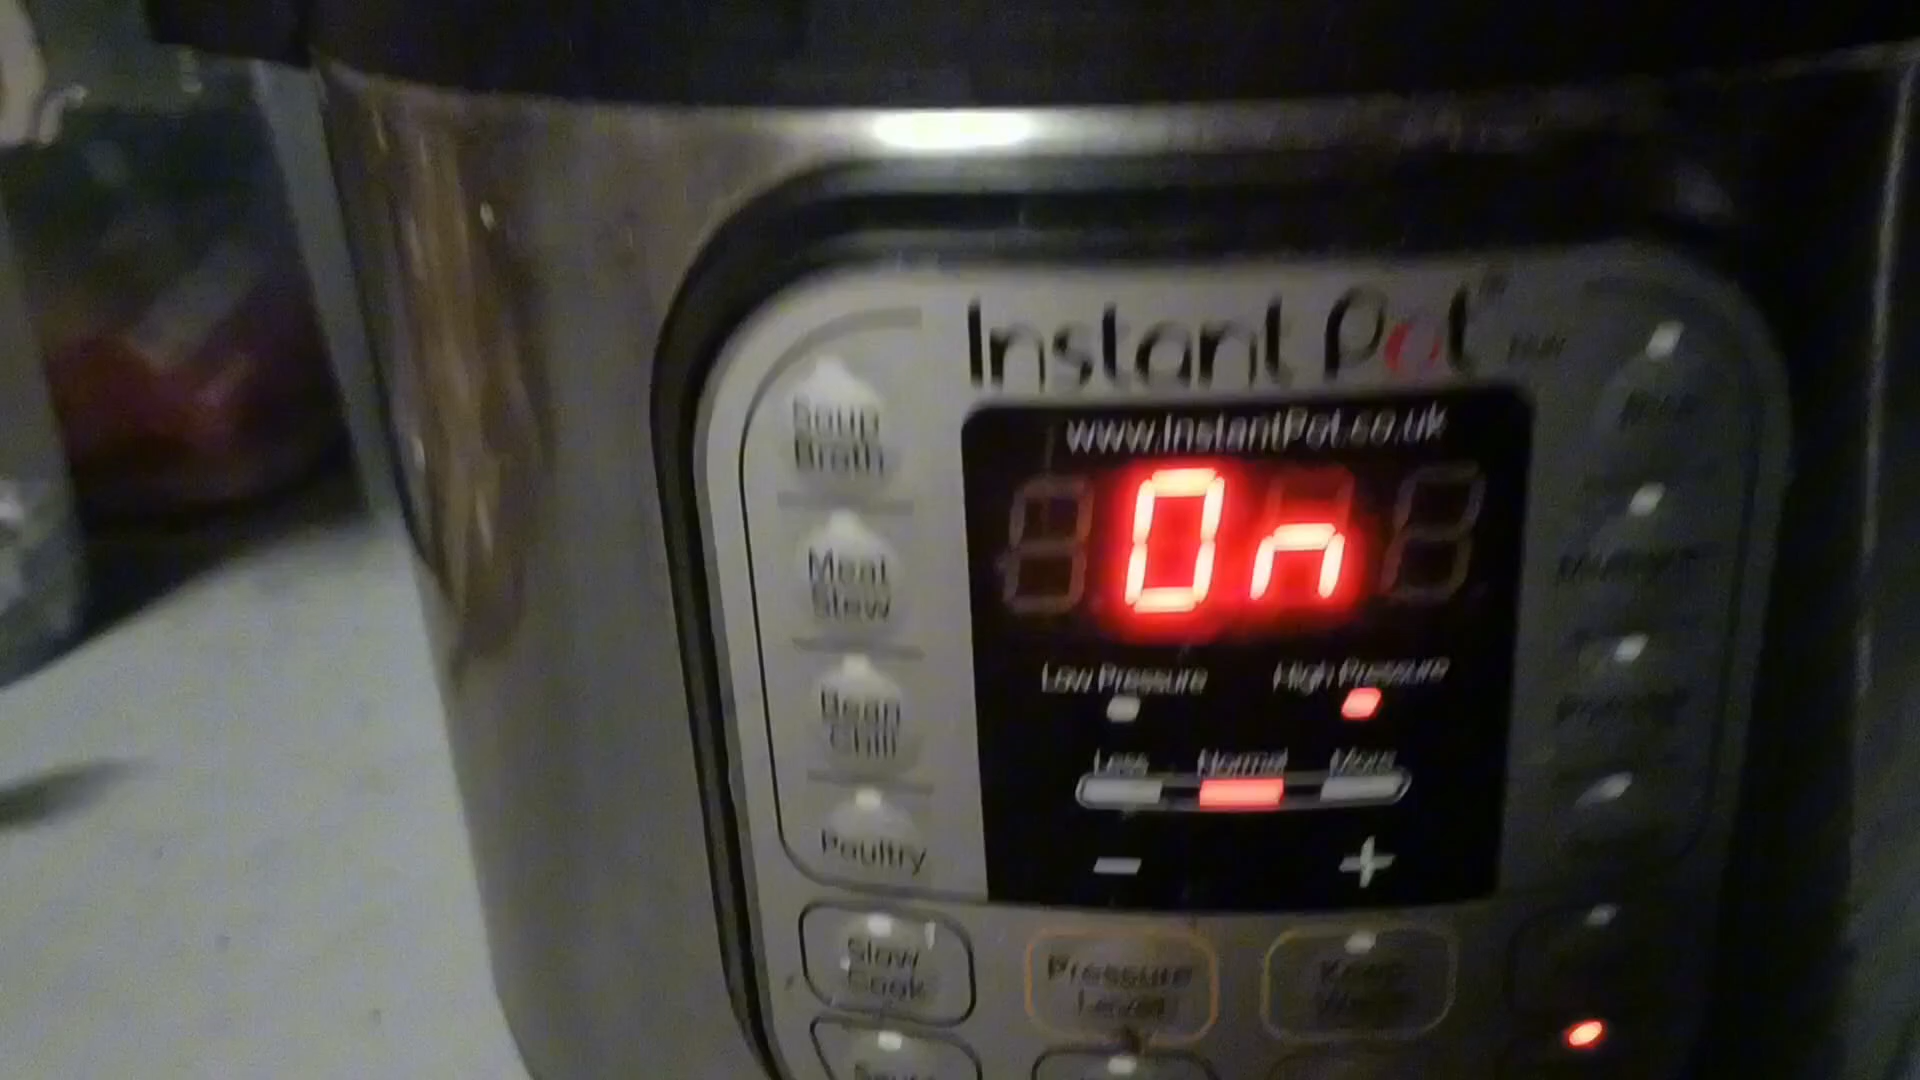 Instant Pot
www.InstantPot.co.uk
On
Soup
Broth
Meat
Stew
Bean
Chili
Poultry
Low Pressure
High Pressure
Less
Normal
More
- +
Slow
Cook
Pressure
Level
Keep
Warm